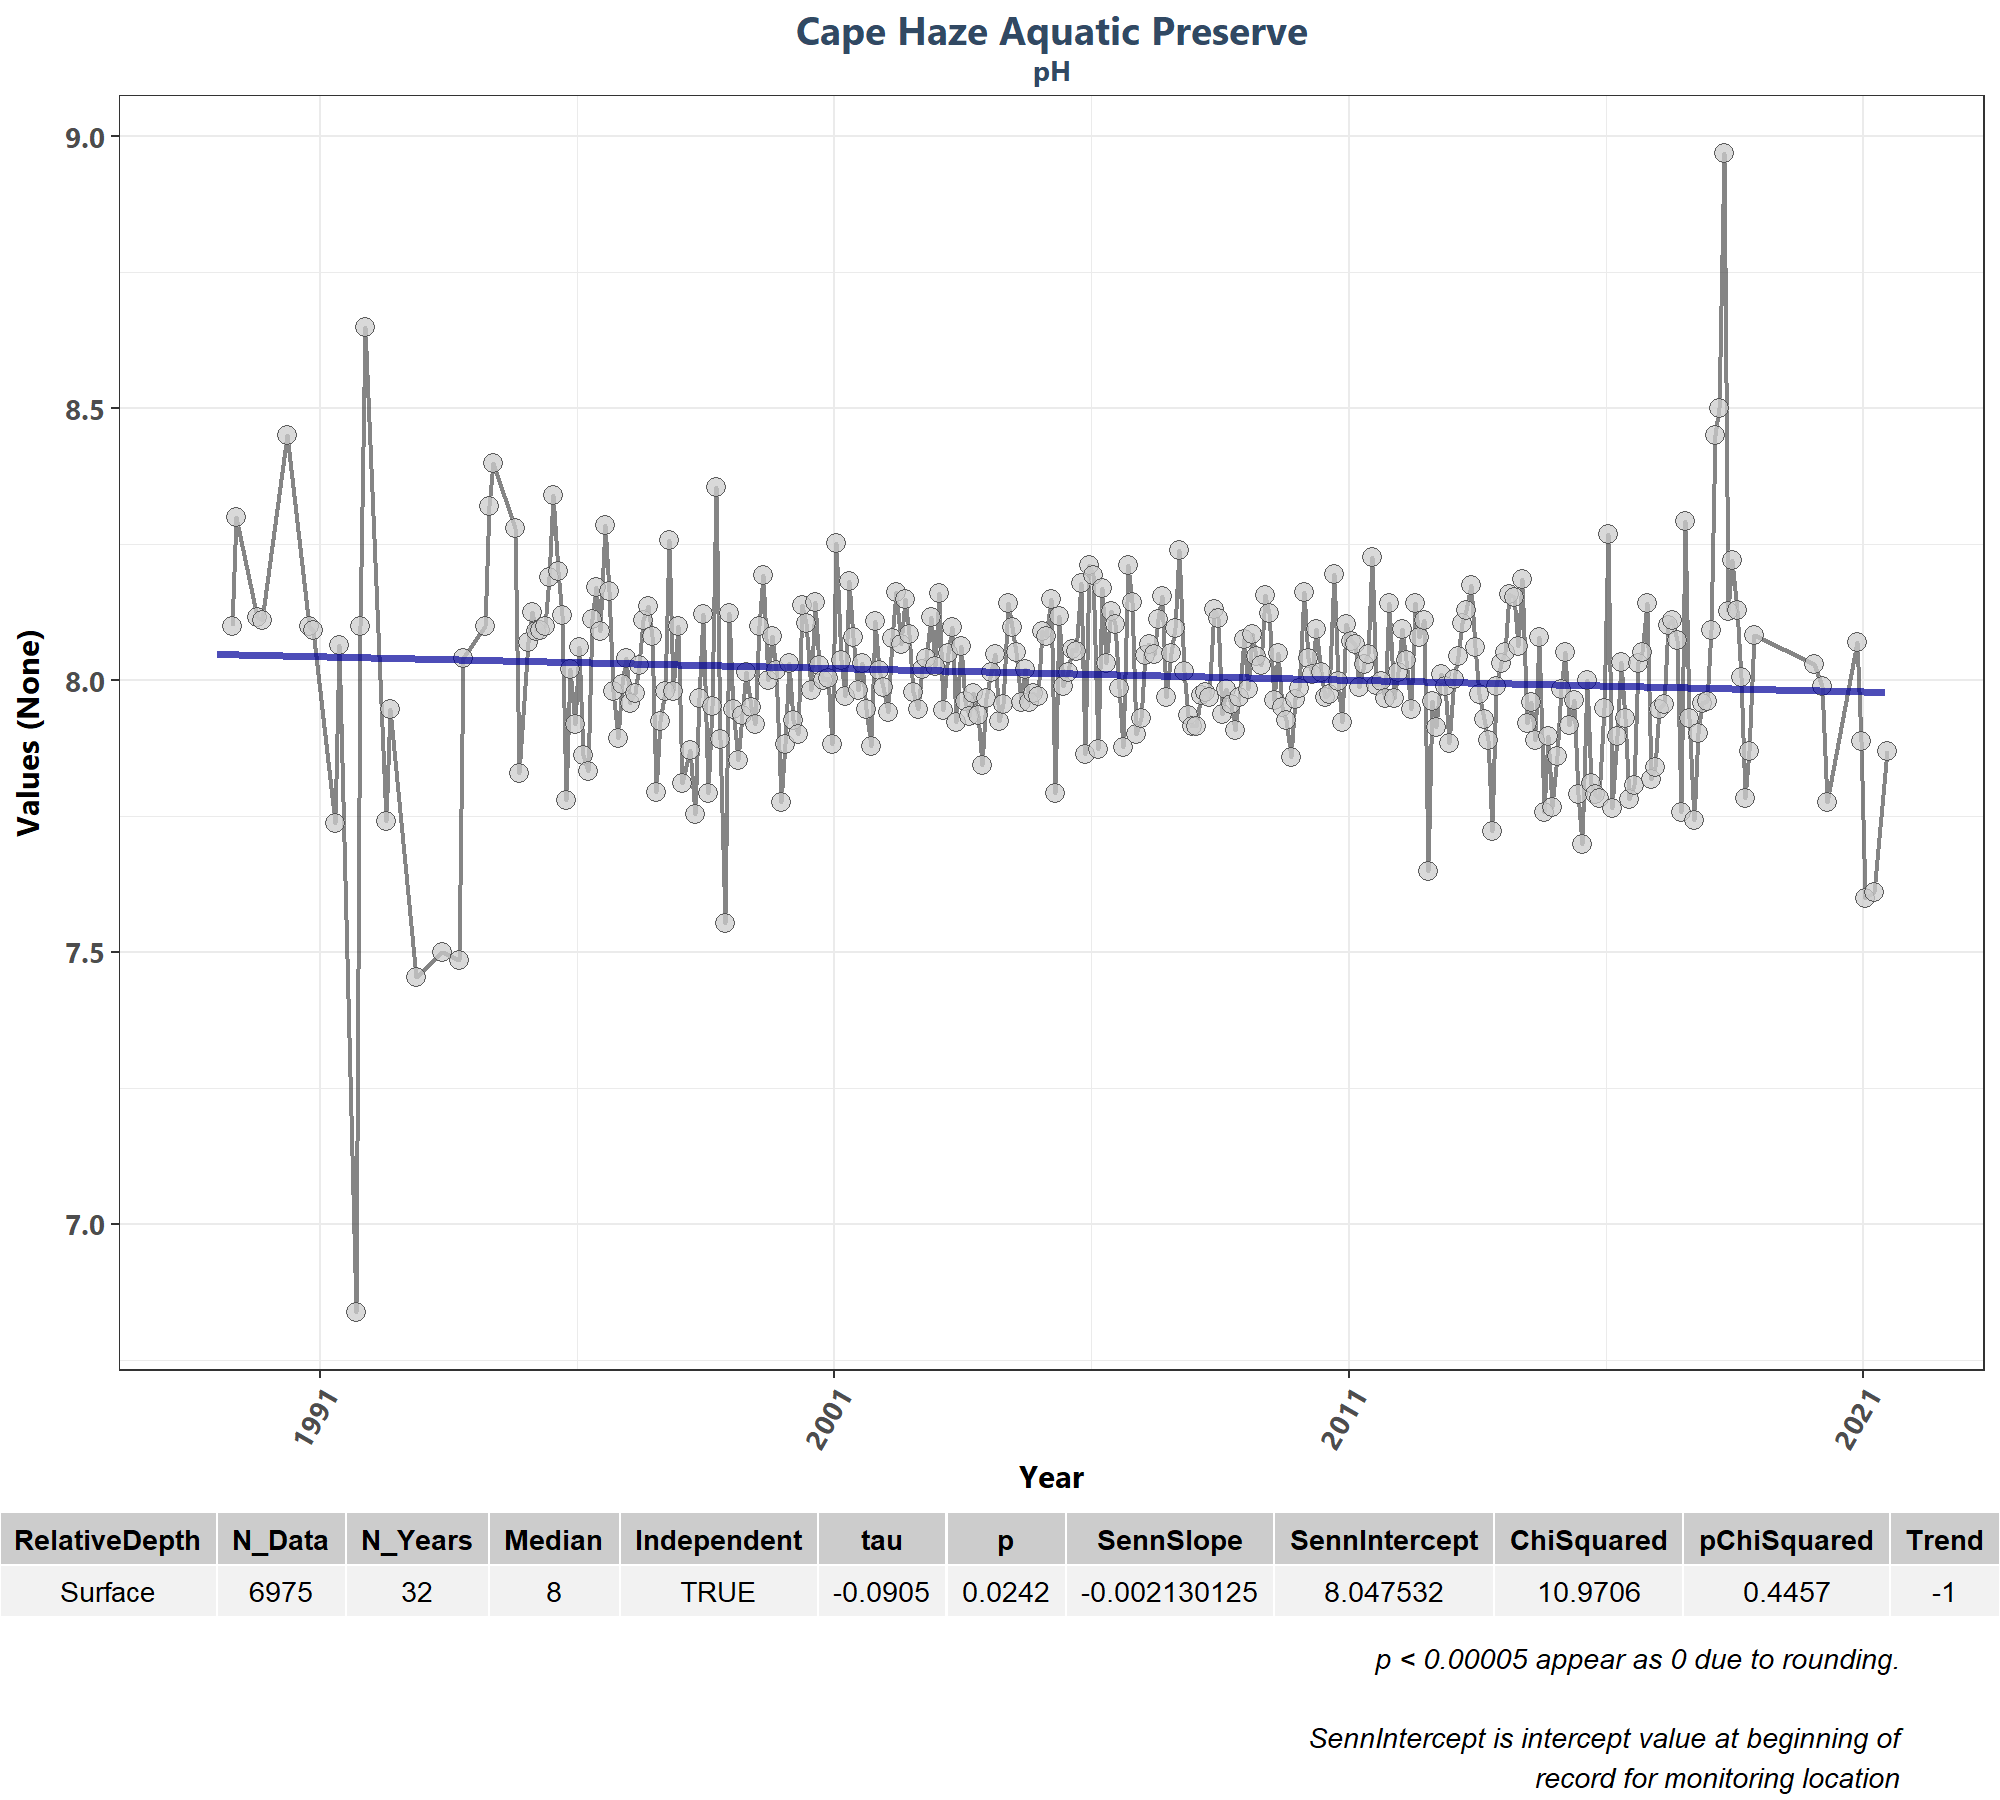 Cape Haze Aquatic Preserve
pH
Values (None)
9.0
8.5
8.0
7.5
7.0
1991
2001
2011
2021
Year
RelativeDepth N_Data N_Years Median Independent tau p SennSlope SennIntercept ChiSquared pChiSquared Trend
Surface 6975 32 8 TRUE -0.0905 0.0242 -0.002130125 8.047532 10.9706 0.4457 -1
p < 0.00005 appear as 0 due to rounding.
SennIntercept is intercept value at beginning of
record for monitoring location